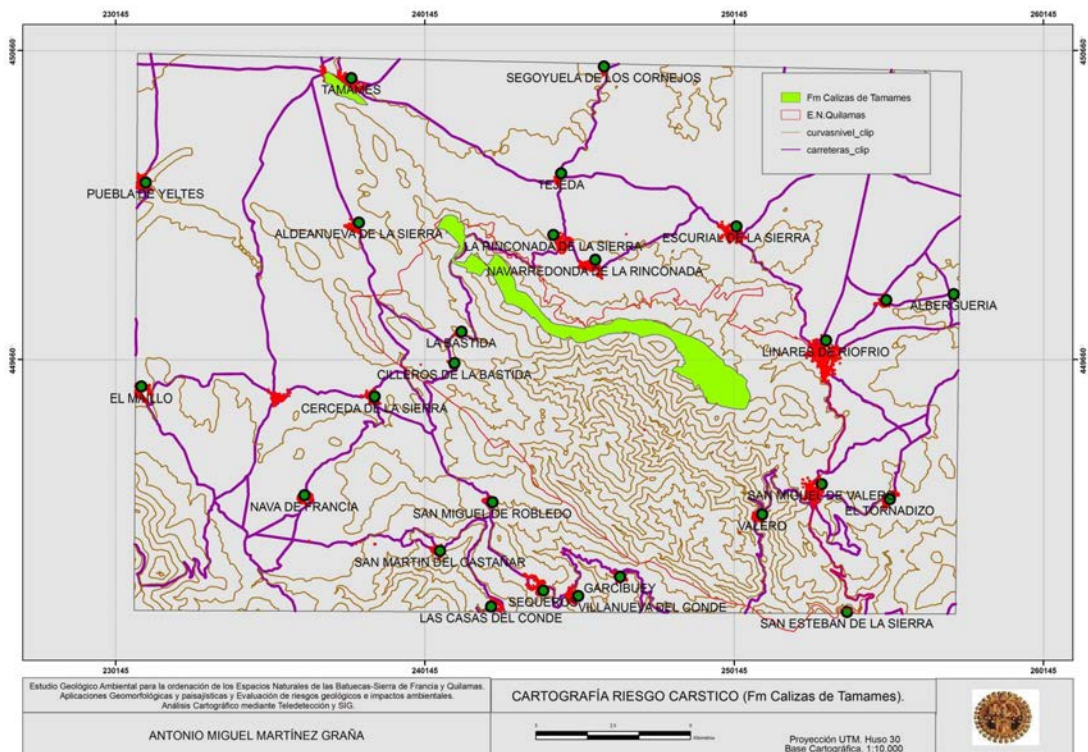 230145 240145 250145 260145
450660 450660
SEGOYUELA DE LOS CORNEJOS
TAMAMES
Fm Calizas de Tamames
E.N.Quilamas
curvasnivel_clip
carreteras_clip
TEJEDA
PUEBLA DE YELTES
ALDEANUEVA DE LA SIERRA
LA RINCONADA DE LA SIERRA
ESCURIAL DE LA SIERRA
NAVARREDONDA DE LA RINCONADA
ALBERGUERIA
LA BASTIDA
LINARES DE RIOFRIO
449660 449660
CILLEROS DE LA BASTIDA
EL MAILLO
CERCEDA DE LA SIERRA
NAVA DE FRANCIA
SAN MIGUEL DE ROBLEDO
SAN MIGUEL DE VALERO
EL TORNADIZO
VALERO
SAN MARTIN DEL CASTAÑAR
GARCIBUEY
SEQUEROS
VILLANUEVA DEL CONDE
LAS CASAS DEL CONDE
SAN ESTEBAN DE LA SIERRA
230145 240145 250145 260145
Estudio Geológico Ambiental para la ordenación de los Espacios Naturales de las Batuecas-Sierra de Francia y Quilamas.
Aplicaciones Geomorfológicas y paisajísticas y Evaluación de riesgos geológicos e impactos ambientales.
Análisis Cartográfico mediante Teledetección y SIG.
ANTONIO MIGUEL MARTÍNEZ GRAÑA
CARTOGRAFÍA RIESGO CARSTICO (Fm Calizas de Tamames).
Proyección UTM. Huso 30
Base Cartográfica. 1:10.000